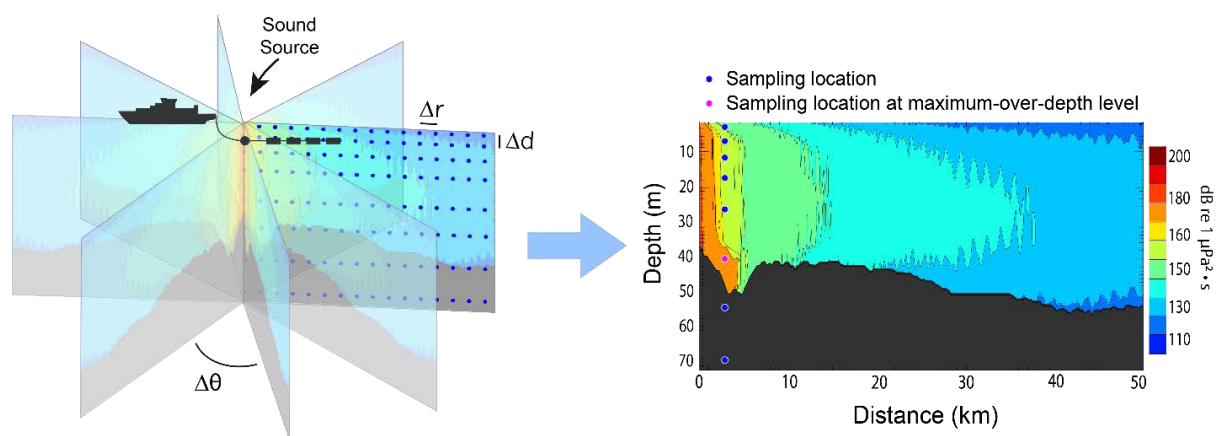 Sound
Source
Δr
Δd
Δθ
Sampling location
Sampling location at maximum-over-depth level
Depth (m)
10
20
30
40
50
60
70
0
10
20
30
40
50
Distance (km)
200
180
160
150
130
110
dB re 1 µPa²•s